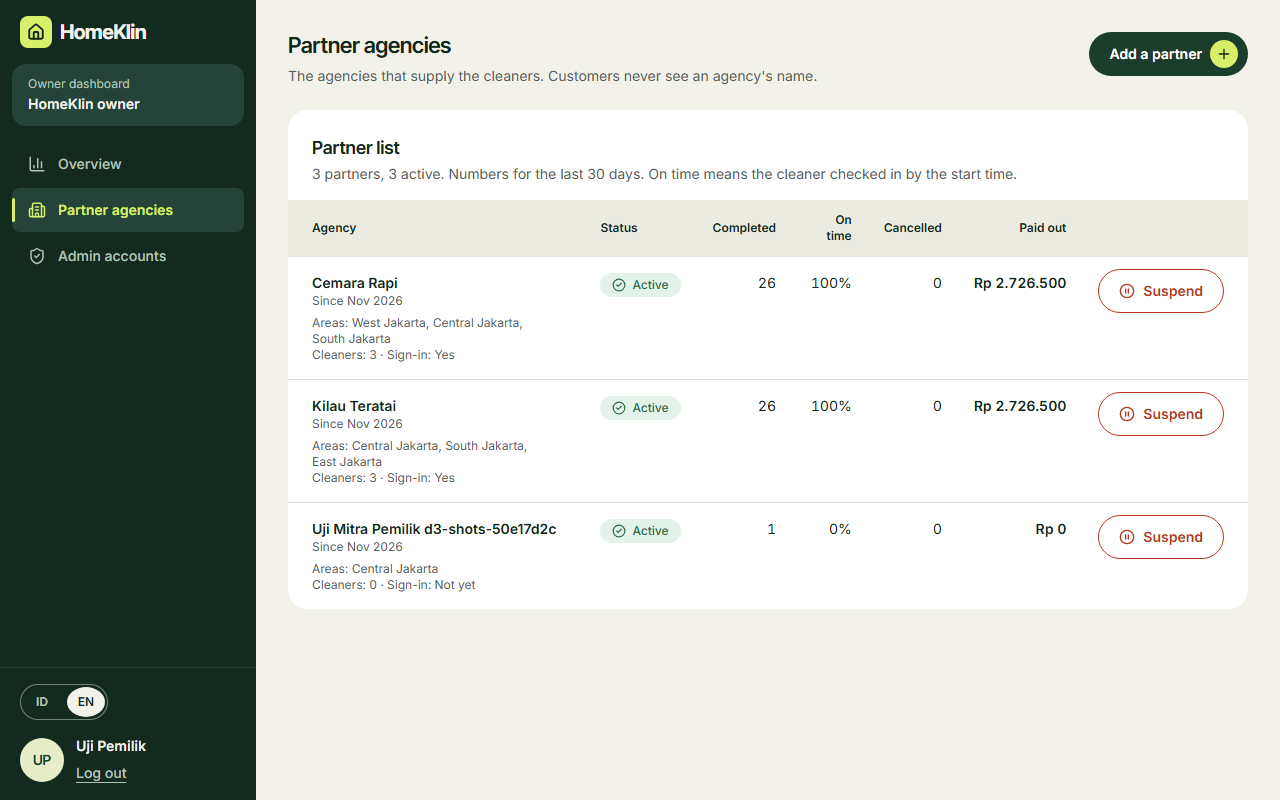 HomeKlin
Owner dashboard
HomeKlin owner
Overview
Partner agencies
Admin accounts
ID EN
UP
Uji Pemilik
Log out
Partner agencies
The agencies that supply the cleaners. Customers never see an agency's name.
Add a partner
Partner list
3 partners, 3 active. Numbers for the last 30 days. On time means the cleaner checked in by the start time.
Agency Status Completed On time Cancelled Paid out
Cemara Rapi Active 26 100% 0 Rp 2.726.500 Suspend
Since Nov 2026
Areas: West Jakarta, Central Jakarta,
South Jakarta
Cleaners: 3 · Sign-in: Yes
Kilau Teratai Active 26 100% 0 Rp 2.726.500 Suspend
Since Nov 2026
Areas: Central Jakarta, South Jakarta,
East Jakarta
Cleaners: 3 · Sign-in: Yes
Uji Mitra Pemilik d3-shots-50e17d2c Active 1 0% 0 Rp 0 Suspend
Since Nov 2026
Areas: Central Jakarta
Cleaners: 0 · Sign-in: Not yet